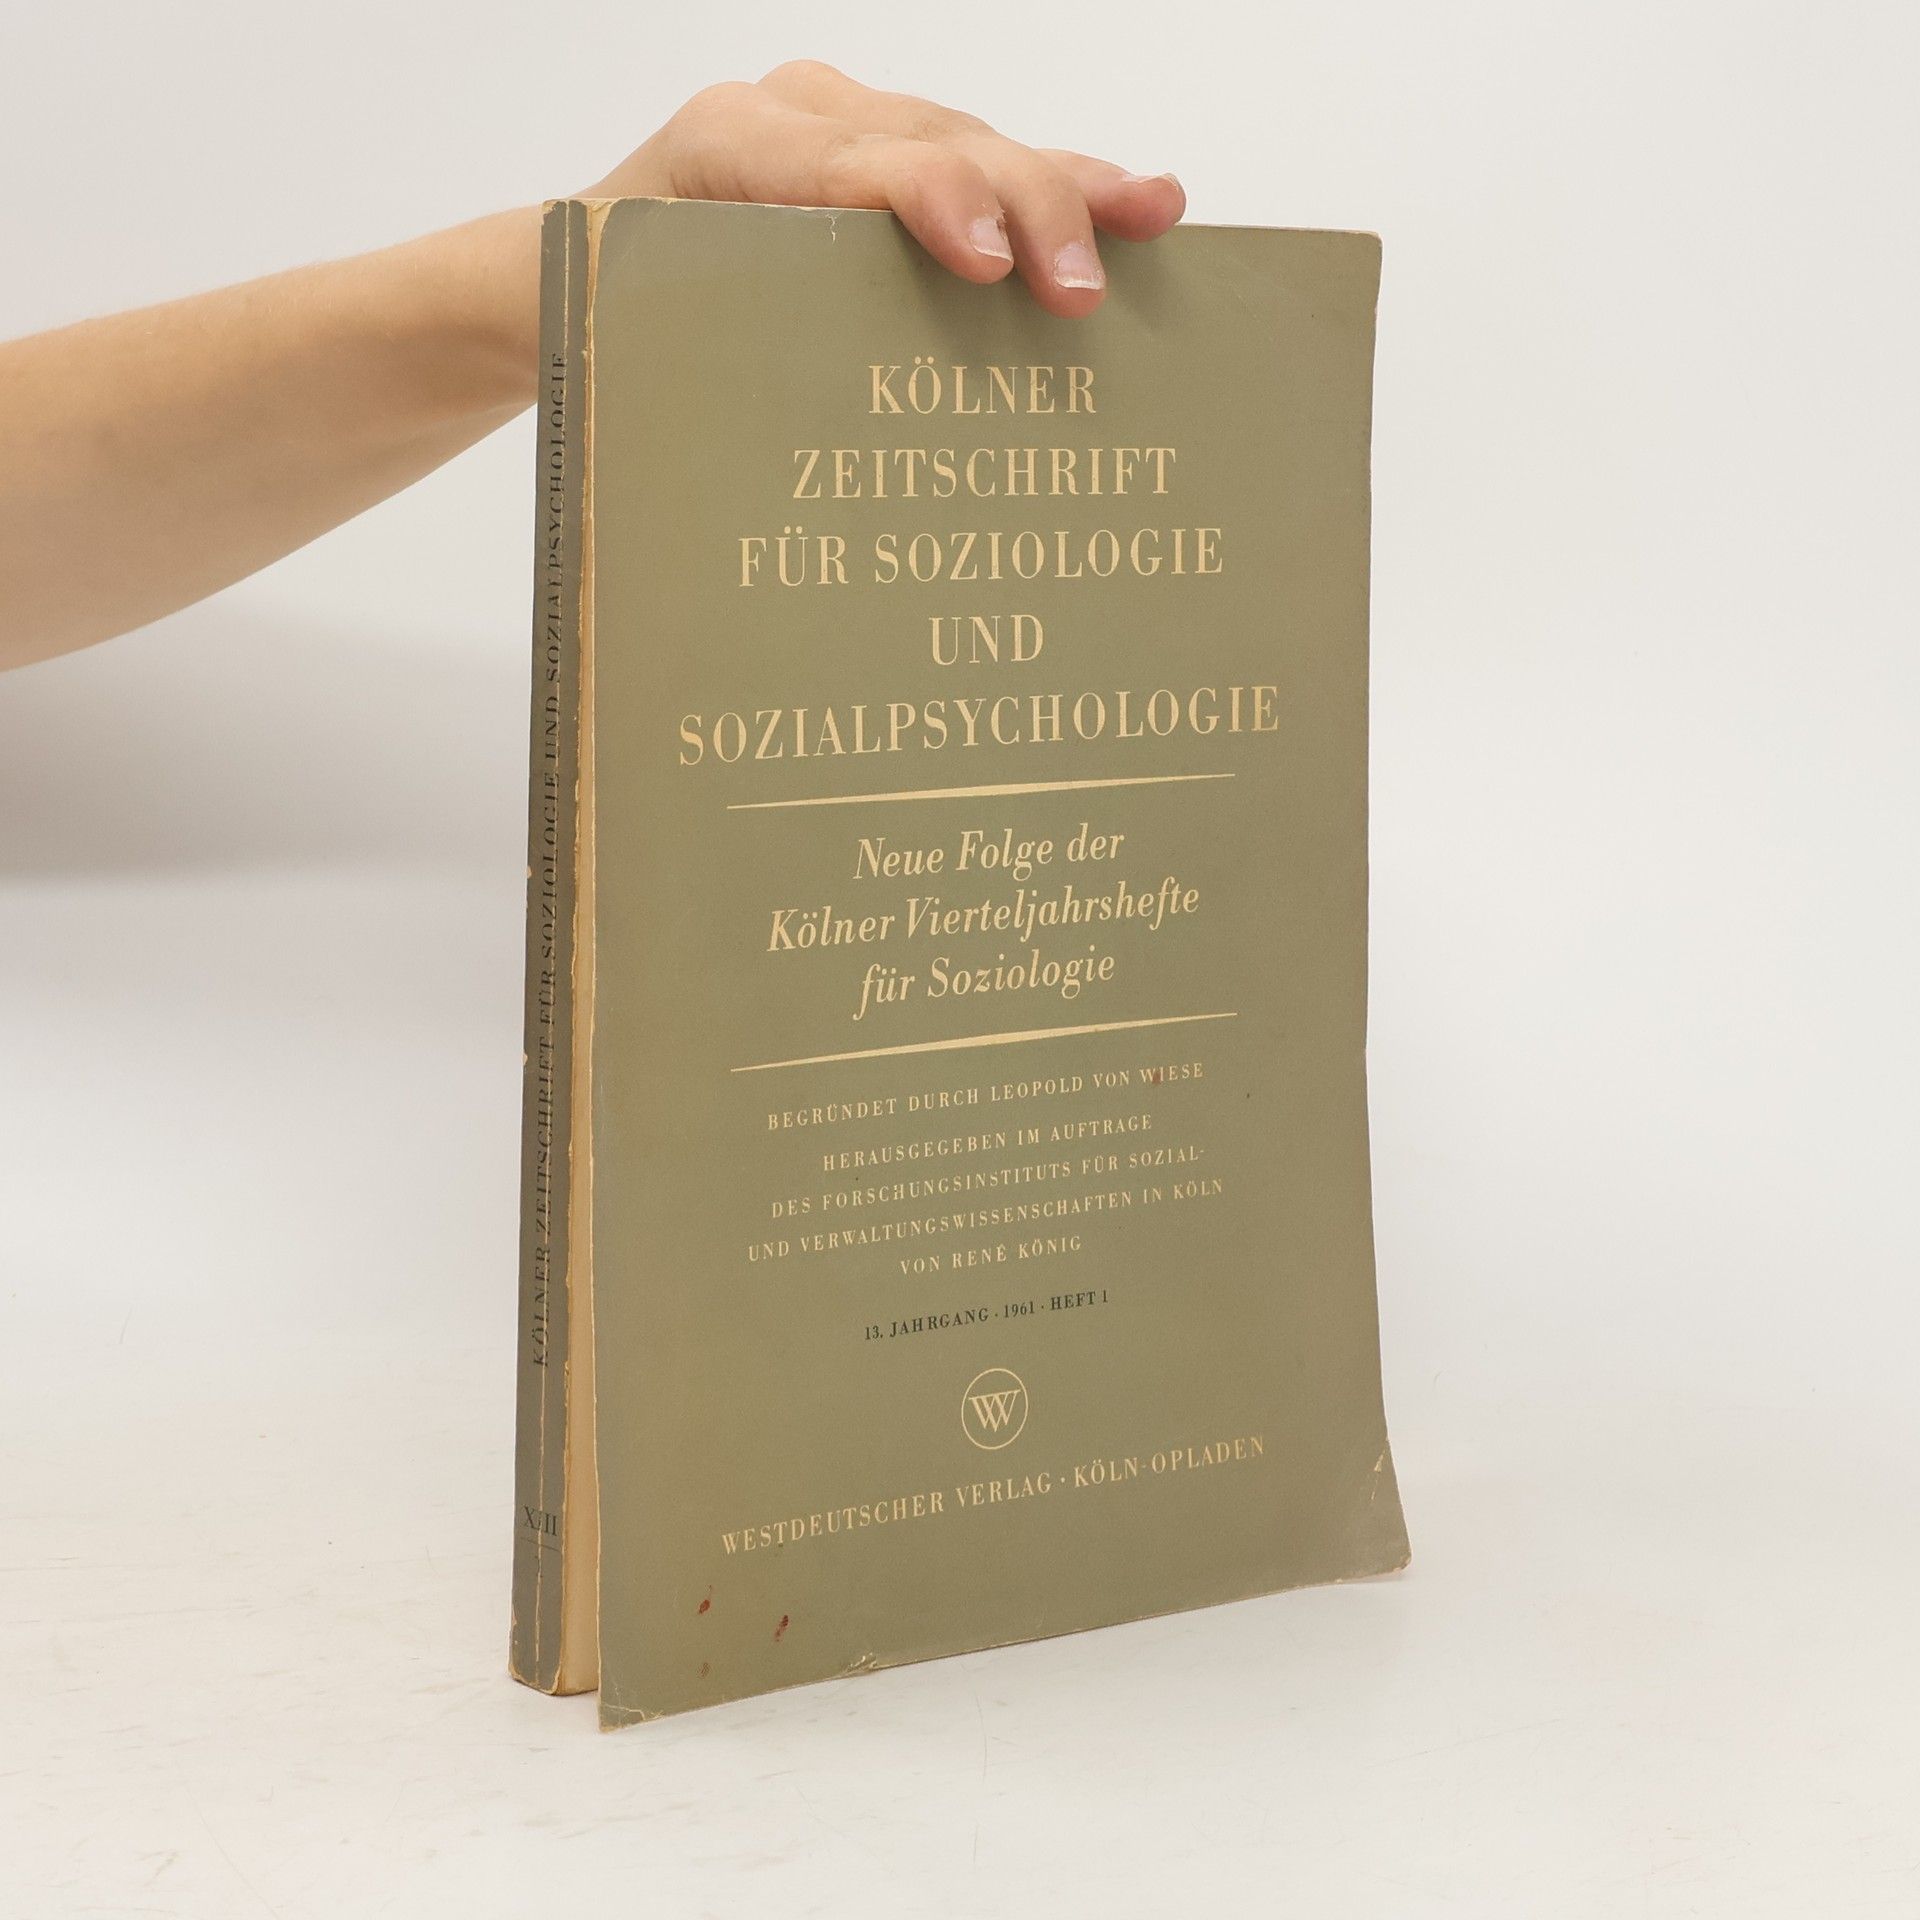 KÖLNER
ZEITSCHRIFT
FÜR SOZIOLOGIE
UND
SOZIALPSYCHOLOGIE
Neue Folge der
Kölner Vierteljahrshefte
für Soziologie
BEGRÜNDET DURCH LEOPOLD VON WIESE
HERAUSGEGEBEN IM AUFTRAGE
DES FORSCHUNGSINSTITUTS FÜR SOZIAL-
UND VERWALTUNGSWISSENSCHAFTEN IN KÖLN
VON RENÉ KÖNIG
13. JAHRGANG · 1961 · HEFT 1
W
WESTDEUTSCHER VERLAG · KÖLN-OPLADEN
KÖLNER ZEITSCHRIFT FÜR SOZIOLOGIE UND SOZIALPSYCHOLOGIE
XIII